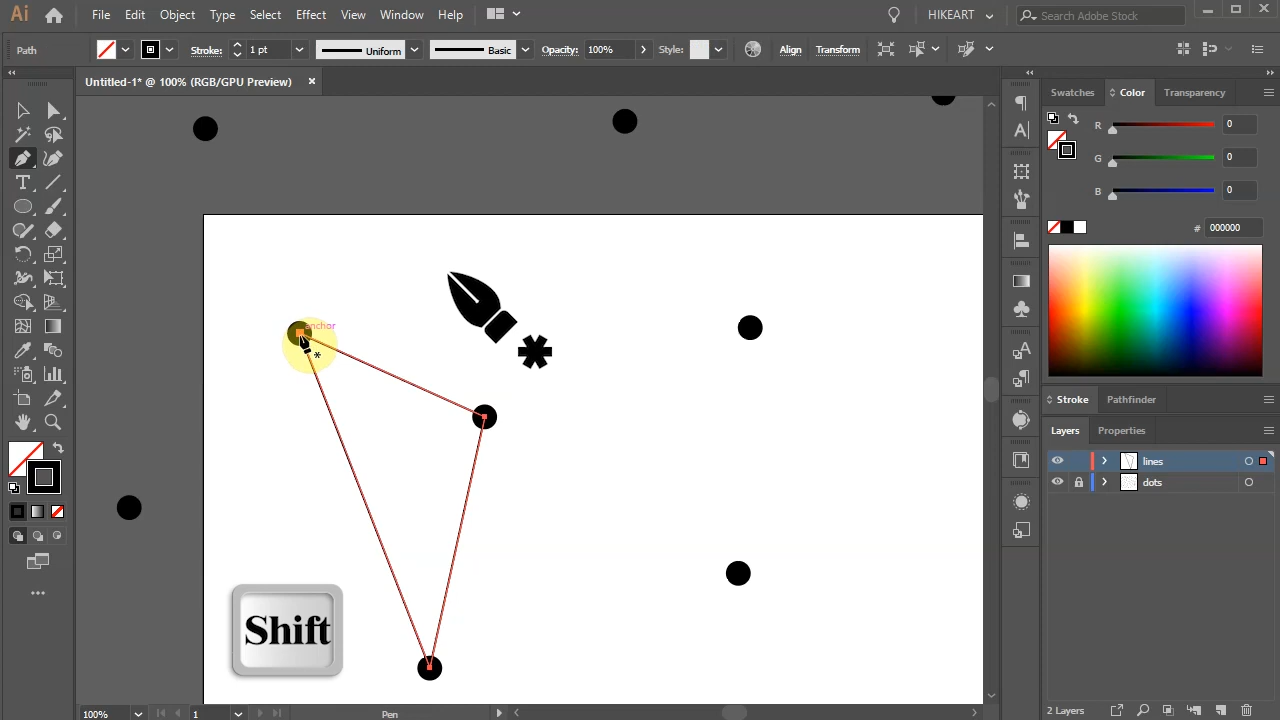 Ai File Edit Object Type Select Effect View Window Help HIKEART Search Adobe Stock
Path Stroke: 1 pt Uniform Basic Opacity: 100% Style: Align Transform
Untitled-1* @ 100% (RGB/GPU Preview)
Swatches Color Transparency
R 0
G 0
B 0
# 000000
anchor
Stroke Pathfinder
Layers Properties
lines
dots
Shift
100% 1 Pen 2 Layers